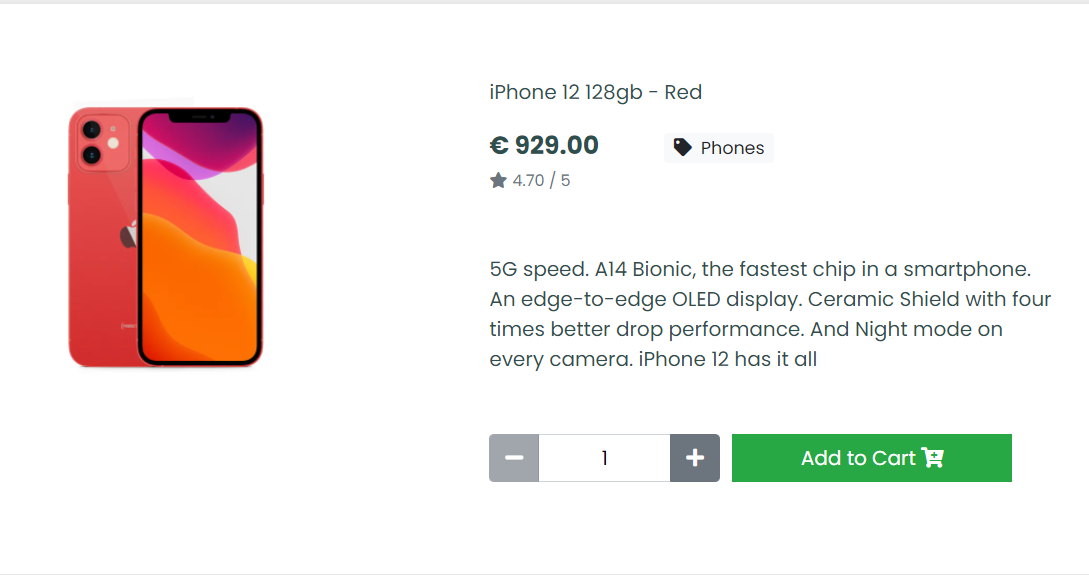 iPhone 12 128gb - Red
€ 929.00
Phones
4.70 / 5
5G speed. A14 Bionic, the fastest chip in a smartphone.
An edge-to-edge OLED display. Ceramic Shield with four
times better drop performance. And Night mode on
every camera. iPhone 12 has it all
1
Add to Cart